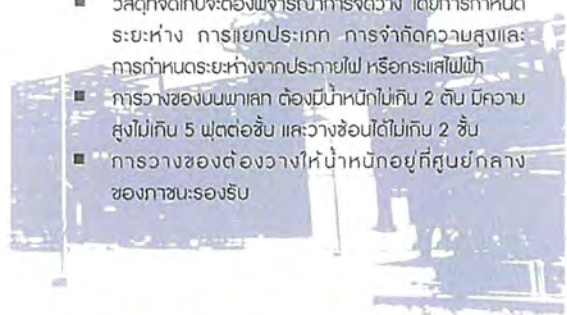 วัสดุที่จัดเก็บจะต้องพิจารณาการจัดวาง โดยการกำหนด
ระยะห่าง การแยกประเภท การจำกัดความสูงและ
การกำหนดระยะห่างจากประกายไฟ หรือกระแสไฟฟ้า
■ การวางของบนพาเลท ต้องมีน้ำหนักไม่เกิน 2 ตัน มีความ
สูงไม่เกิน 5 ฟุตต่อชั้น และวางซ้อนได้ไม่เกิน 2 ชั้น
■ การวางของต้องวางให้น้ำหนักอยู่ที่ศูนย์กลาง
ของภาชนะรองรับ